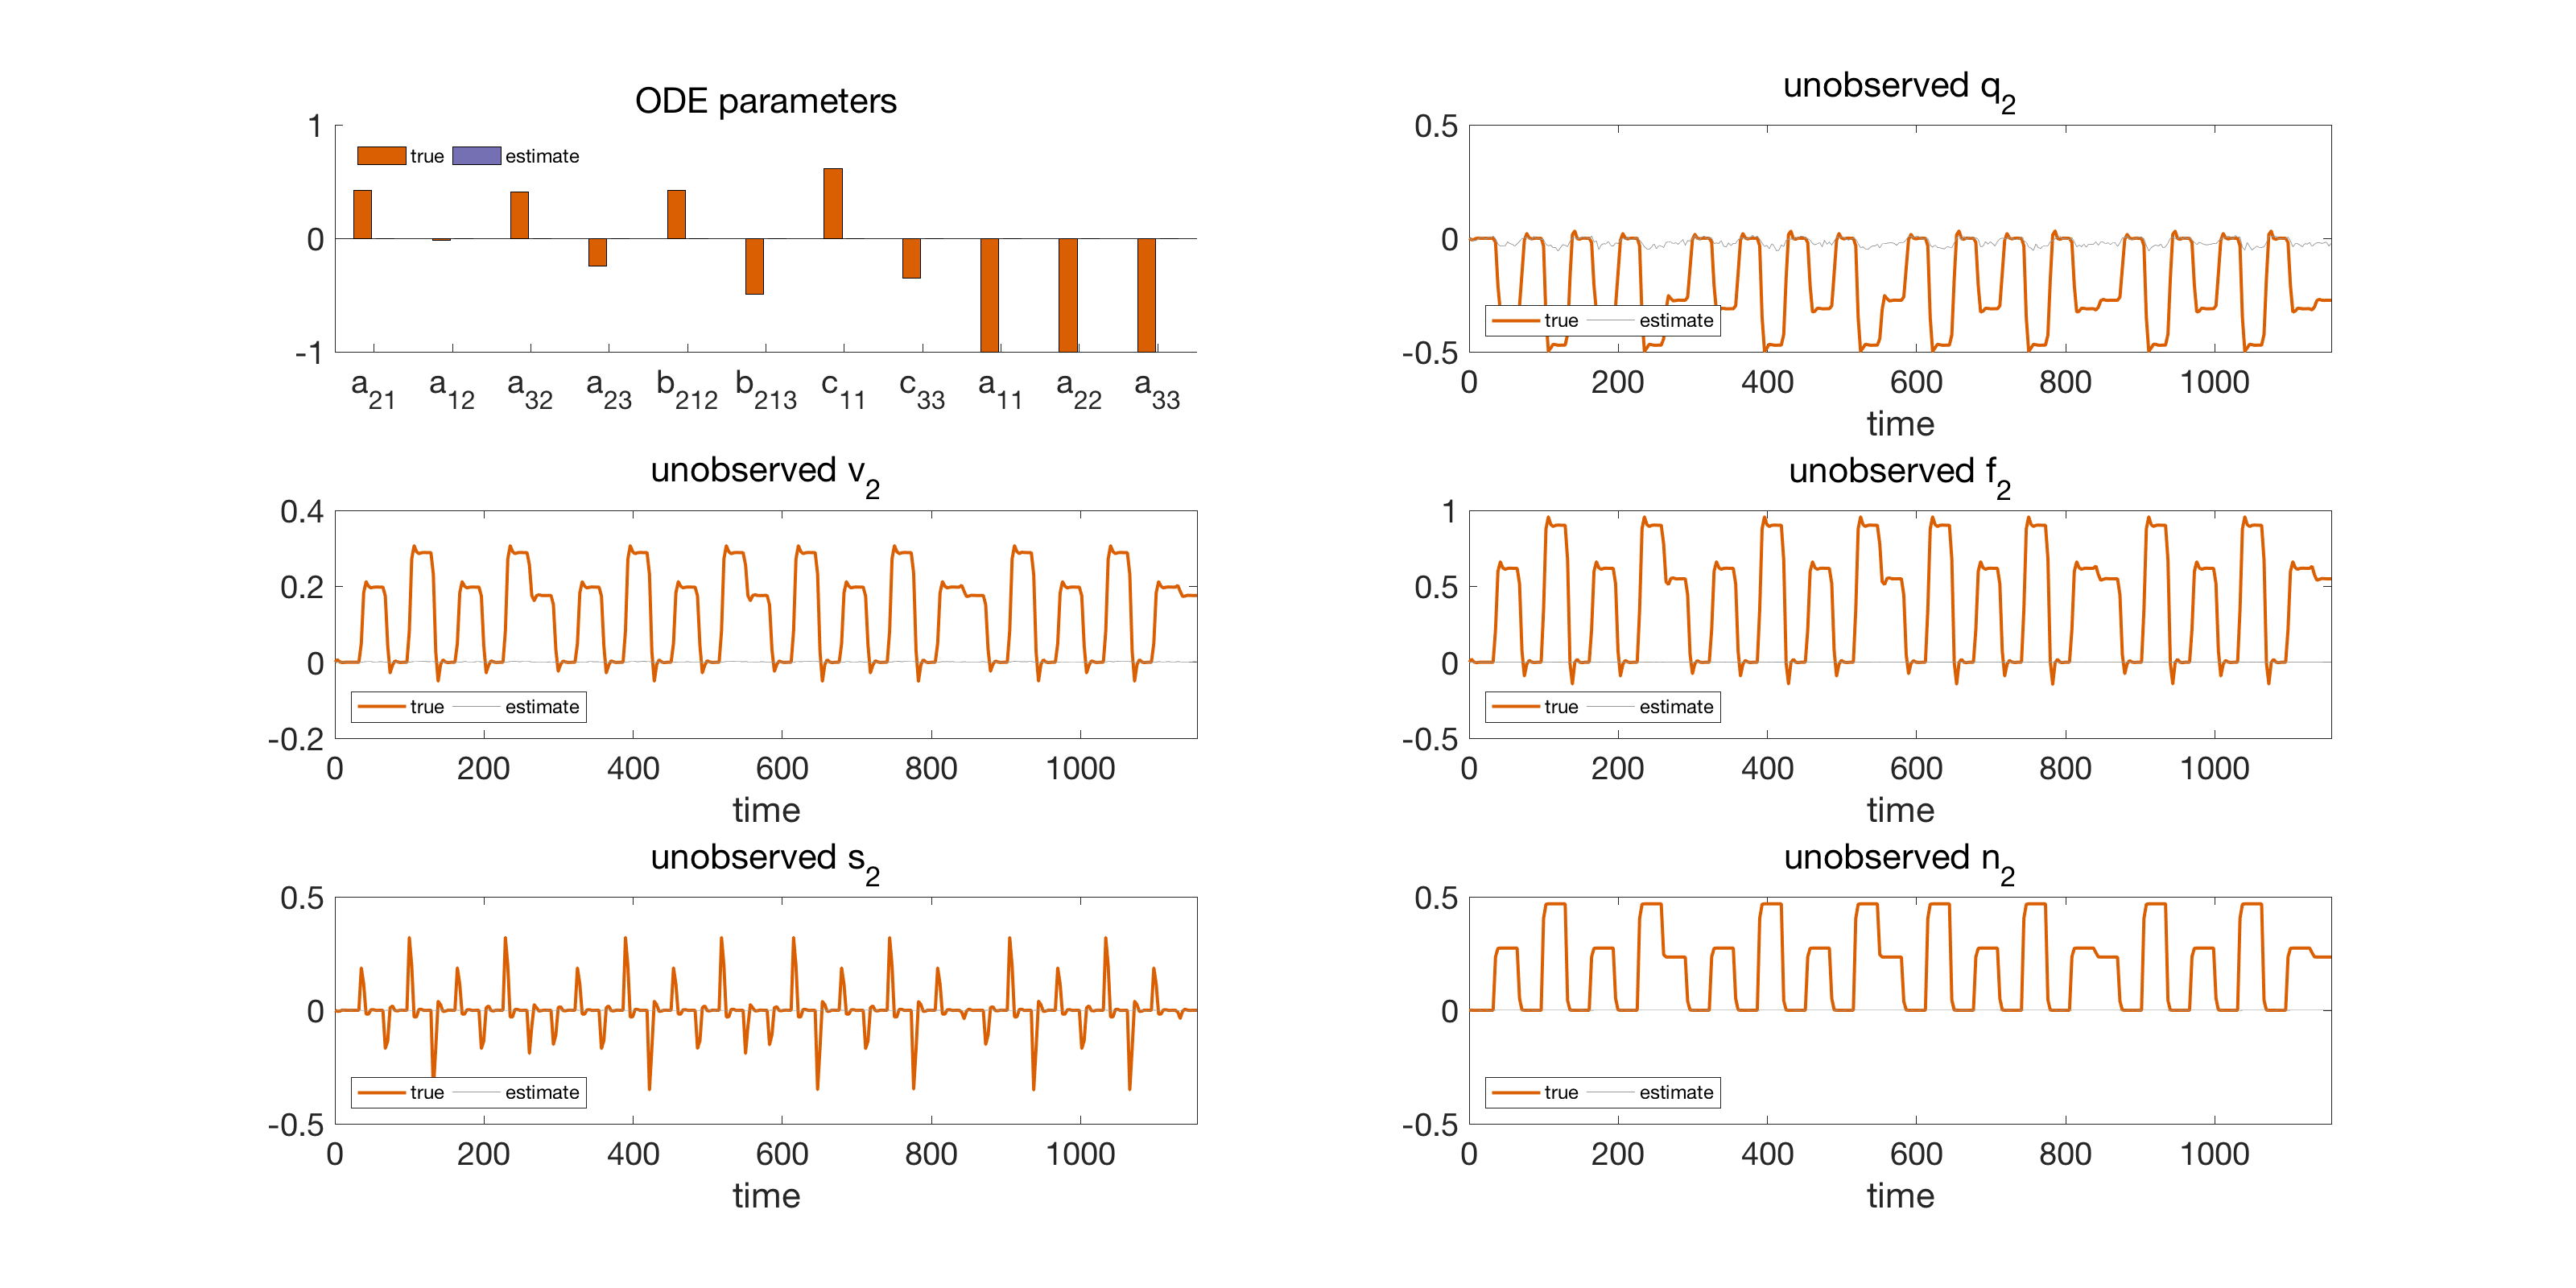 ODE parameters
1
0
-1
true estimate
a21 a12 a32 a23 b212 b213 c11 c33 a11 a22 a33
unobserved q2
0.5
0
-0.5
true estimate
0 200 400 600 800 1000
time
unobserved v2
0.4
0.2
0
-0.2
true estimate
0 200 400 600 800 1000
time
unobserved f2
1
0.5
0
-0.5
true estimate
0 200 400 600 800 1000
time
unobserved s2
0.5
0
-0.5
true estimate
0 200 400 600 800 1000
time
unobserved n2
0.5
0
-0.5
true estimate
0 200 400 600 800 1000
time